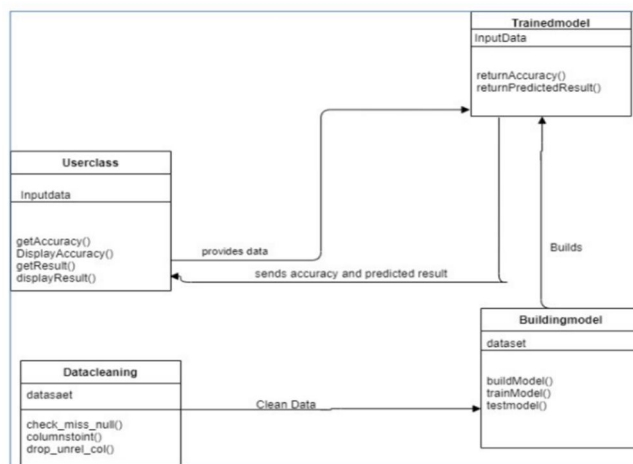 Trainedmodel
InputData
returnAccuracy()
returnPredictedResult()
Userclass
Inputdata
getAccuracy()
DisplayAccuracy()
getResult()
displayResult()
provides data
sends accuracy and predicted result
Builds
Buildingmodel
dataset
buildModel()
trainModel()
testmodel()
Datacleaning
datasaet
check_miss_null()
columnstoint()
drop_unrel_col()
Clean Data